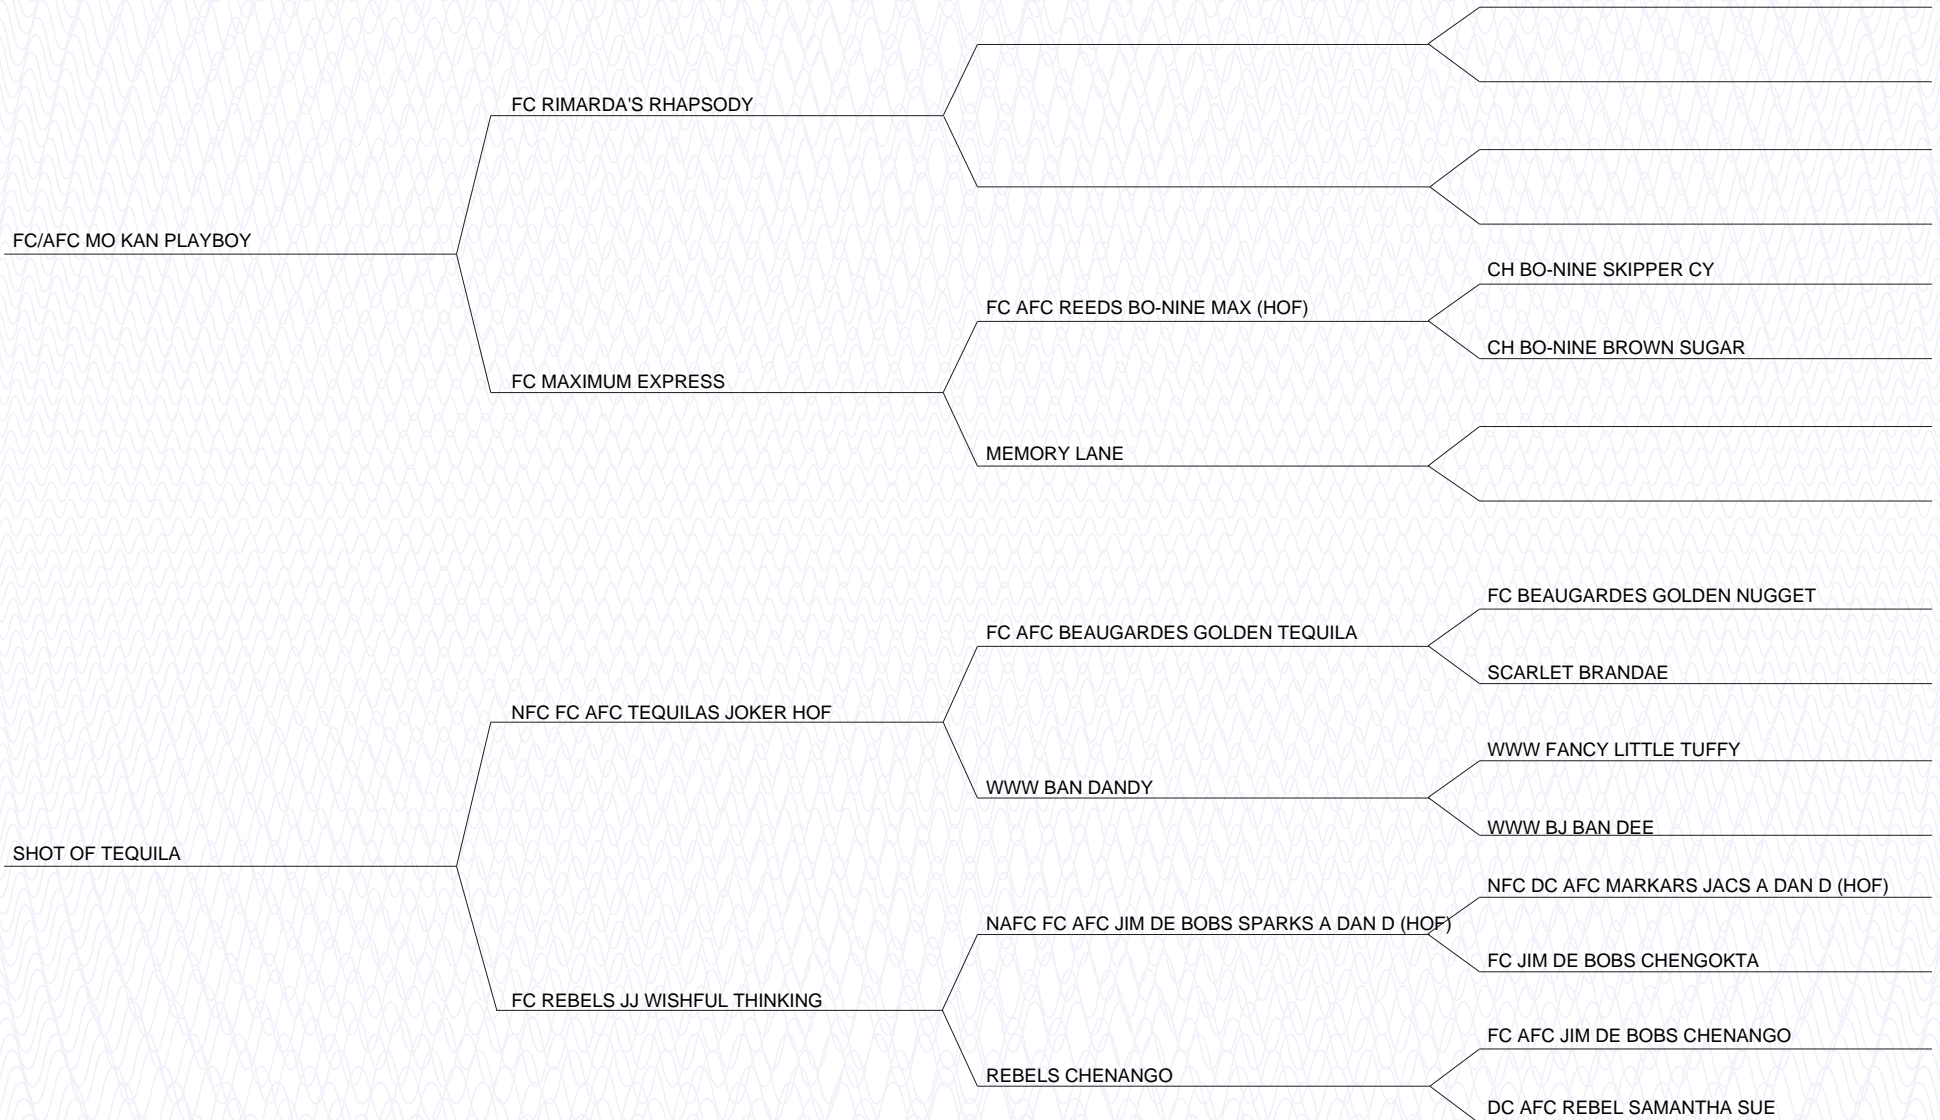 FC RIMARDA'S RHAPSODY
FC/AFC MO KAN PLAYBOY
CH BO-NINE SKIPPER CY
FC AFC REEDS BO-NINE MAX (HOF)
CH BO-NINE BROWN SUGAR
FC MAXIMUM EXPRESS
MEMORY LANE
FC BEAUGARDES GOLDEN NUGGET
FC AFC BEAUGARDES GOLDEN TEQUILA
SCARLET BRANDAE
NFC FC AFC TEQUILAS JOKER HOF
WWW FANCY LITTLE TUFFY
WWW BAN DANDY
WWW BJ BAN DEE
SHOT OF TEQUILA
NFC DC AFC MARKARS JACS A DAN D (HOF)
NAFC FC AFC JIM DE BOBS SPARKS A DAN D (HOF)
FC JIM DE BOBS CHENGOKTA
FC REBELS JJ WISHFUL THINKING
FC AFC JIM DE BOBS CHENANGO
REBELS CHENANGO
DC AFC REBEL SAMANTHA SUE